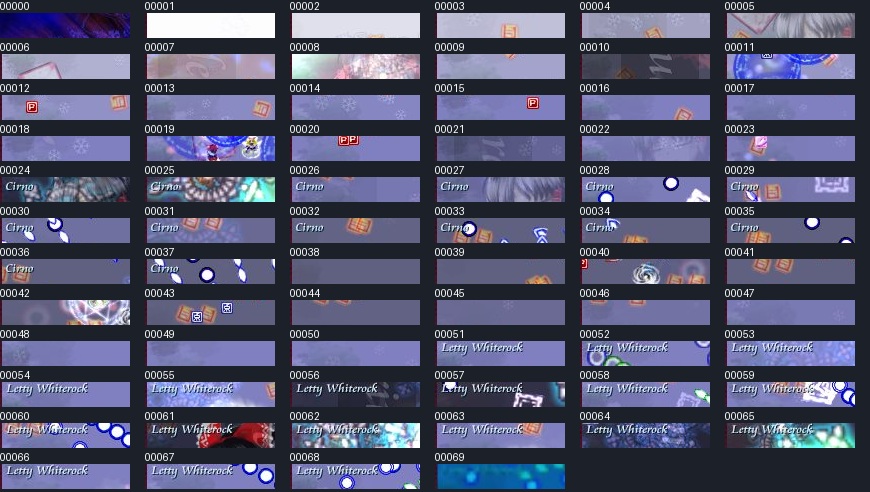 00000 00001 00002 00003 00004 00005
00006 00007 00008 00009 00010 00011
00012 00013 00014 00015 00016 00017
P P
00018 00019 00020 00021 00022 00023
P P
00024 00025 00026 00027 00028 00029
Cirno Cirno Cirno Cirno Cirno Cirno
00030 00031 00032 00033 00034 00035
Cirno Cirno Cirno Cirno Cirno Cirno
00036 00037 00038 00039 00040 00041
Cirno Cirno
00042 00043 00044 00045 00046 00047
00048 00049 00050 00051 00052 00053
Letty Whiterock Letty Whiterock Letty Whiterock
00054 00055 00056 00057 00058 00059
Letty Whiterock Letty Whiterock Letty Whiterock Letty Whiterock Letty Whiterock Letty Whiterock
00060 00061 00062 00063 00064 00065
Letty Whiterock Letty Whiterock Letty Whiterock Letty Whiterock Letty Whiterock Letty Whiterock
00066 00067 00068 00069
Letty Whiterock Letty Whiterock Letty Whiterock